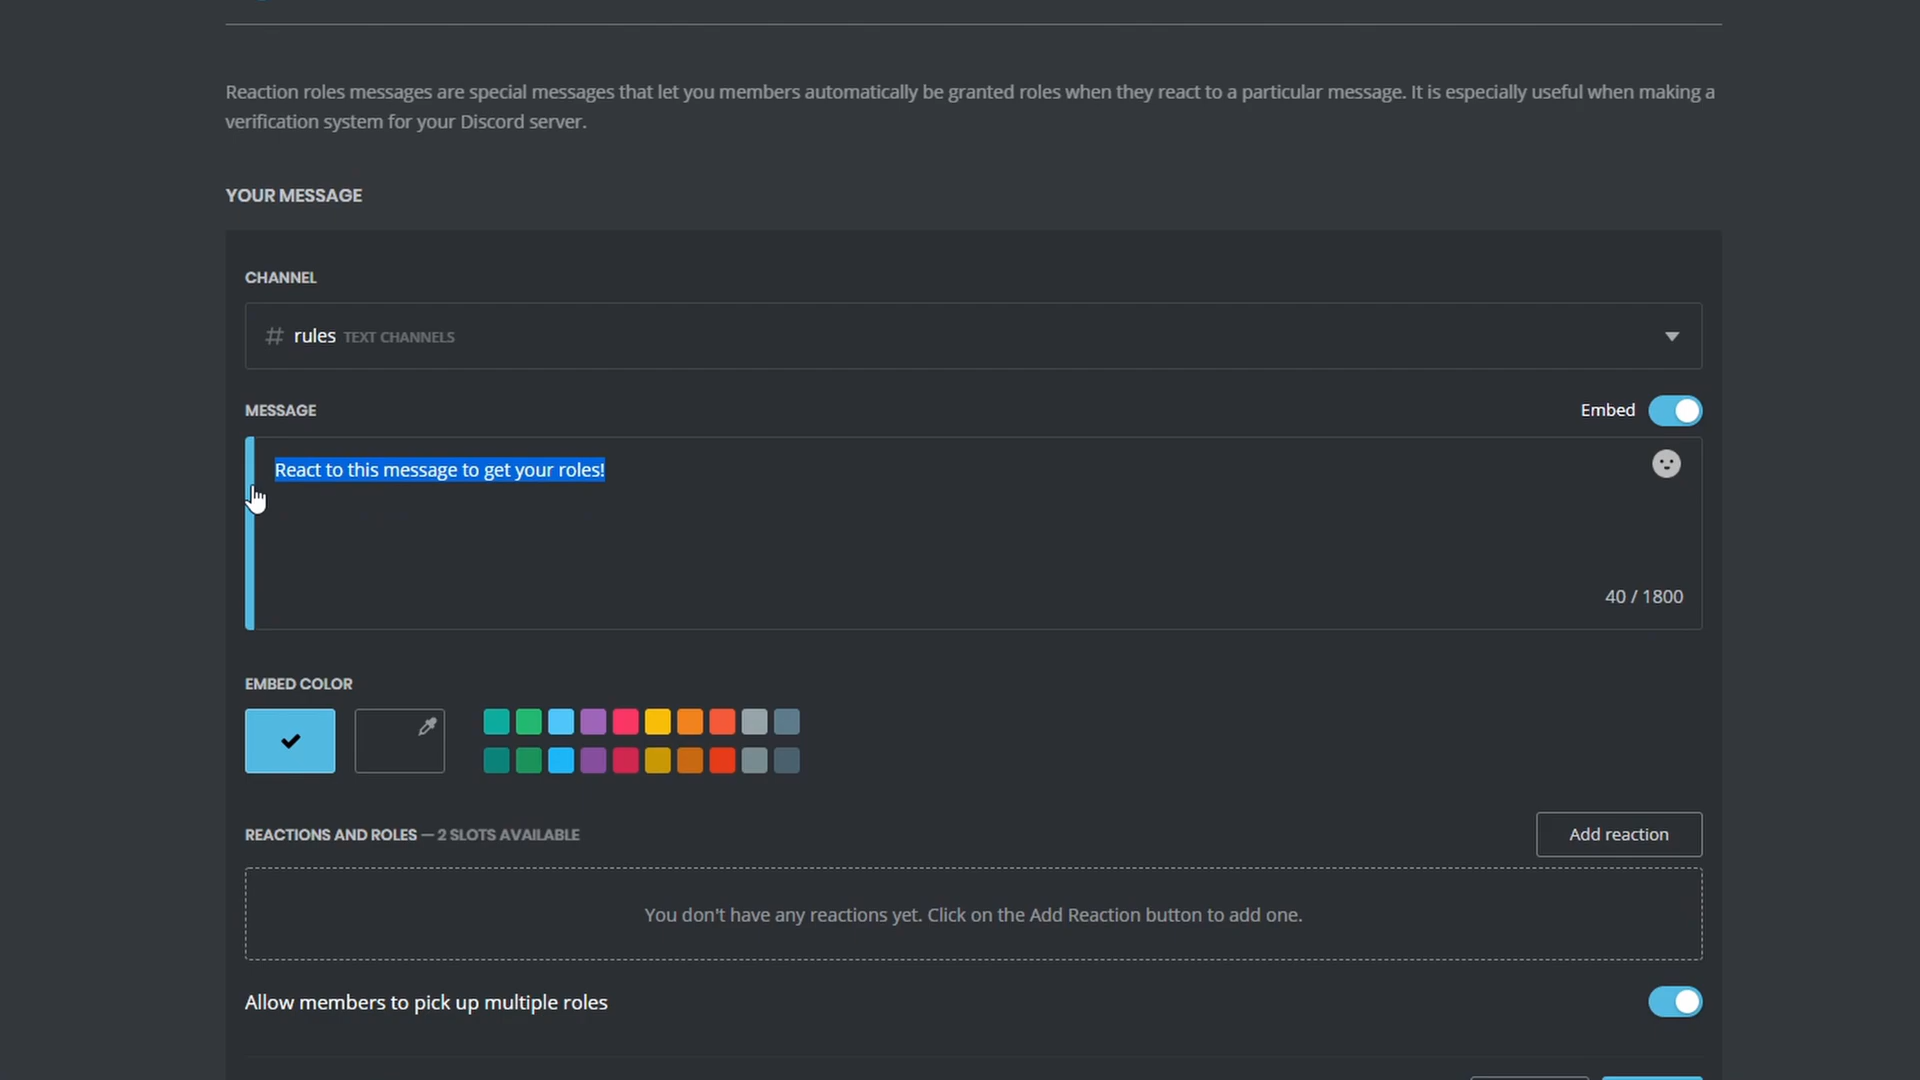 Reaction roles messages are special messages that let you members automatically be granted roles when they react to a particular message. It is especially useful when making a
verification system for your Discord server.
YOUR MESSAGE
CHANNEL
# rules TEXT CHANNELS
MESSAGE
Embed
React to this message to get your roles!
40 / 1800
EMBED COLOR
REACTIONS AND ROLES — 2 SLOTS AVAILABLE
Add reaction
You don't have any reactions yet. Click on the Add Reaction button to add one.
Allow members to pick up multiple roles